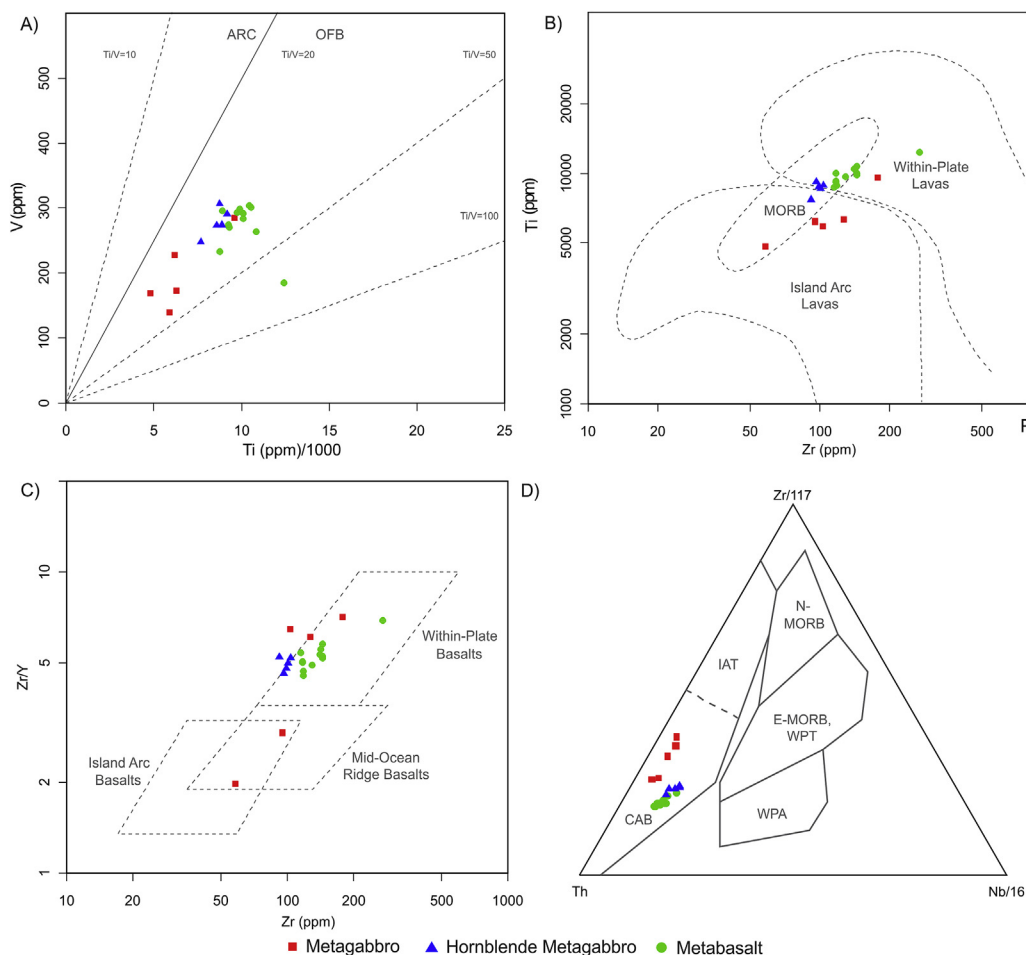 A)
ARC
OFB
Ti/V=10
Ti/V=20
Ti/V=50
Ti/V=100
V (ppm)
500
400
300
200
100
0
0
5
10
15
20
25
Ti (ppm)/1000
B)
Within-Plate
Lavas
MORB
Island Arc
Lavas
Ti (ppm)
20000
10000
5000
2000
1000
10
20
50
100
200
500
F
Zr (ppm)
C)
Within-Plate
Basalts
Island Arc
Basalts
Mid-Ocean
Ridge Basalts
Zr/Y
10
5
2
1
10
20
50
100
200
500
1000
Zr (ppm)
D)
Zr/117
N-
MORB
IAT
E-MORB,
WPT
CAB
WPA
Th
Nb/16
Metagabbro
Hornblende Metagabbro
Metabasalt